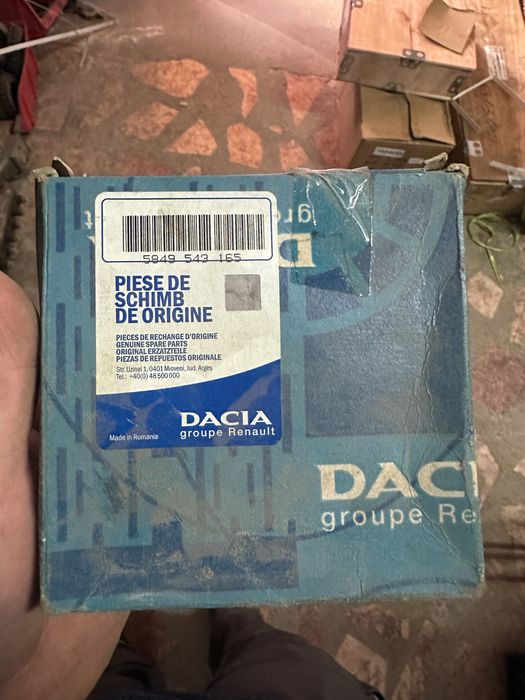 5849 543 165
PIESE DE
SCHIMB
DE ORIGINE
PIECES DE RECHANGE D'ORIGINE
GENUINE SPARE PARTS
ORIGINAL ERZATZTEILE
PIEZAS DE REPUESTOS ORIGINALE
Str. Uzinei 1, 0401 Mioveni, Jud. Argeș
Tel.: +40(0) 48 500 000
DACIA
groupe Renault
Made in Romania
DACI
groupe Re